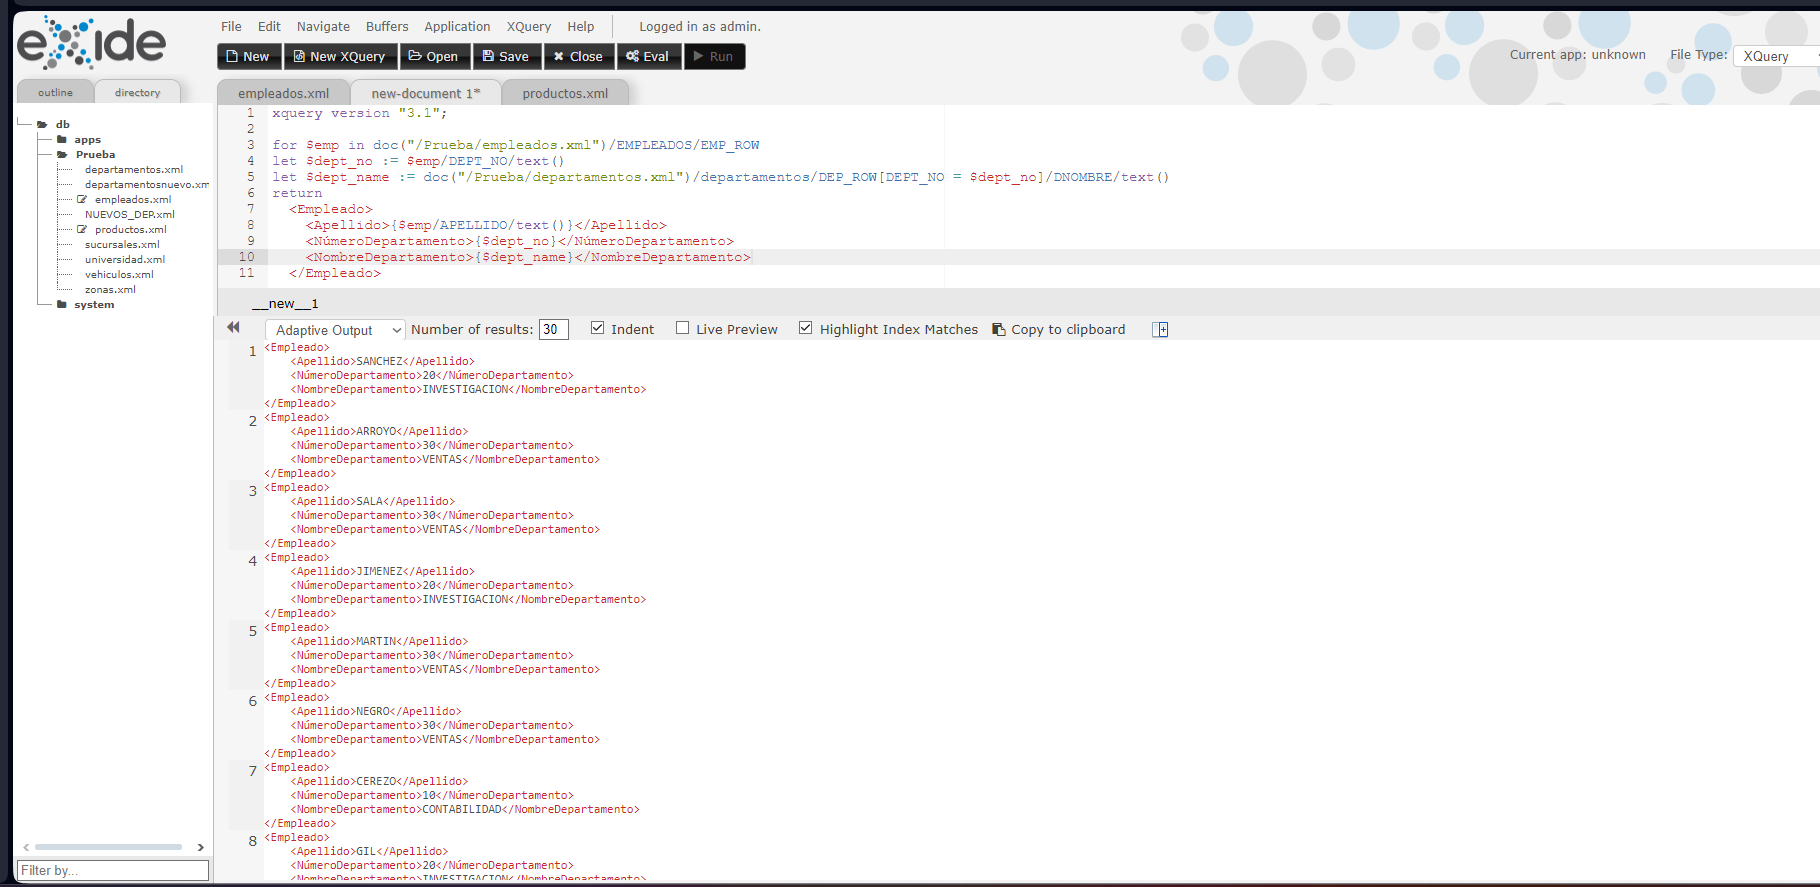 eXide
File Edit Navigate Buffers Application XQuery Help Logged in as admin.
New New XQuery Open Save Close Eval Run
Current app: unknown File Type: XQuery
outline directory
empleados.xml new-document 1* productos.xml
db
apps
Prueba
departamentos.xml
departamentosnuevo.xm
empleados.xml
NUEVOS_DEP.xml
productos.xml
sucursales.xml
universidad.xml
vehiculos.xml
zonas.xml
system
Filter by...
1 xquery version "3.1";
2
3 for $emp in doc("/Prueba/empleados.xml")/EMPLEADOS/EMP_ROW
4 let $dept_no := $emp/DEPT_NO/text()
5 let $dept_name := doc("/Prueba/departamentos.xml")/departamentos/DEP_ROW[DEPT_NO = $dept_no]/DNOMBRE/text()
6 return
7 <Empleado>
8 <Apellido>{$emp/APELLIDO/text()}</Apellido>
9 <NúmeroDepartamento>{$dept_no}</NúmeroDepartamento>
10 <NombreDepartamento>{$dept_name}</NombreDepartamento>
11 </Empleado>
__new__1
Adaptive Output Number of results: 30 Indent Live Preview Highlight Index Matches Copy to clipboard
1 <Empleado>
<Apellido>SANCHEZ</Apellido>
<NúmeroDepartamento>20</NúmeroDepartamento>
<NombreDepartamento>INVESTIGACION</NombreDepartamento>
</Empleado>
2 <Empleado>
<Apellido>ARROYO</Apellido>
<NúmeroDepartamento>30</NúmeroDepartamento>
<NombreDepartamento>VENTAS</NombreDepartamento>
</Empleado>
3 <Empleado>
<Apellido>SALA</Apellido>
<NúmeroDepartamento>30</NúmeroDepartamento>
<NombreDepartamento>VENTAS</NombreDepartamento>
</Empleado>
4 <Empleado>
<Apellido>JIMENEZ</Apellido>
<NúmeroDepartamento>20</NúmeroDepartamento>
<NombreDepartamento>INVESTIGACION</NombreDepartamento>
</Empleado>
5 <Empleado>
<Apellido>MARTIN</Apellido>
<NúmeroDepartamento>30</NúmeroDepartamento>
<NombreDepartamento>VENTAS</NombreDepartamento>
</Empleado>
6 <Empleado>
<Apellido>NEGRO</Apellido>
<NúmeroDepartamento>30</NúmeroDepartamento>
<NombreDepartamento>VENTAS</NombreDepartamento>
</Empleado>
7 <Empleado>
<Apellido>CEREZO</Apellido>
<NúmeroDepartamento>10</NúmeroDepartamento>
<NombreDepartamento>CONTABILIDAD</NombreDepartamento>
</Empleado>
8 <Empleado>
<Apellido>GIL</Apellido>
<NúmeroDepartamento>20</NúmeroDepartamento>
<NombreDepartamento>INVESTIGACION</NombreDepartamento>